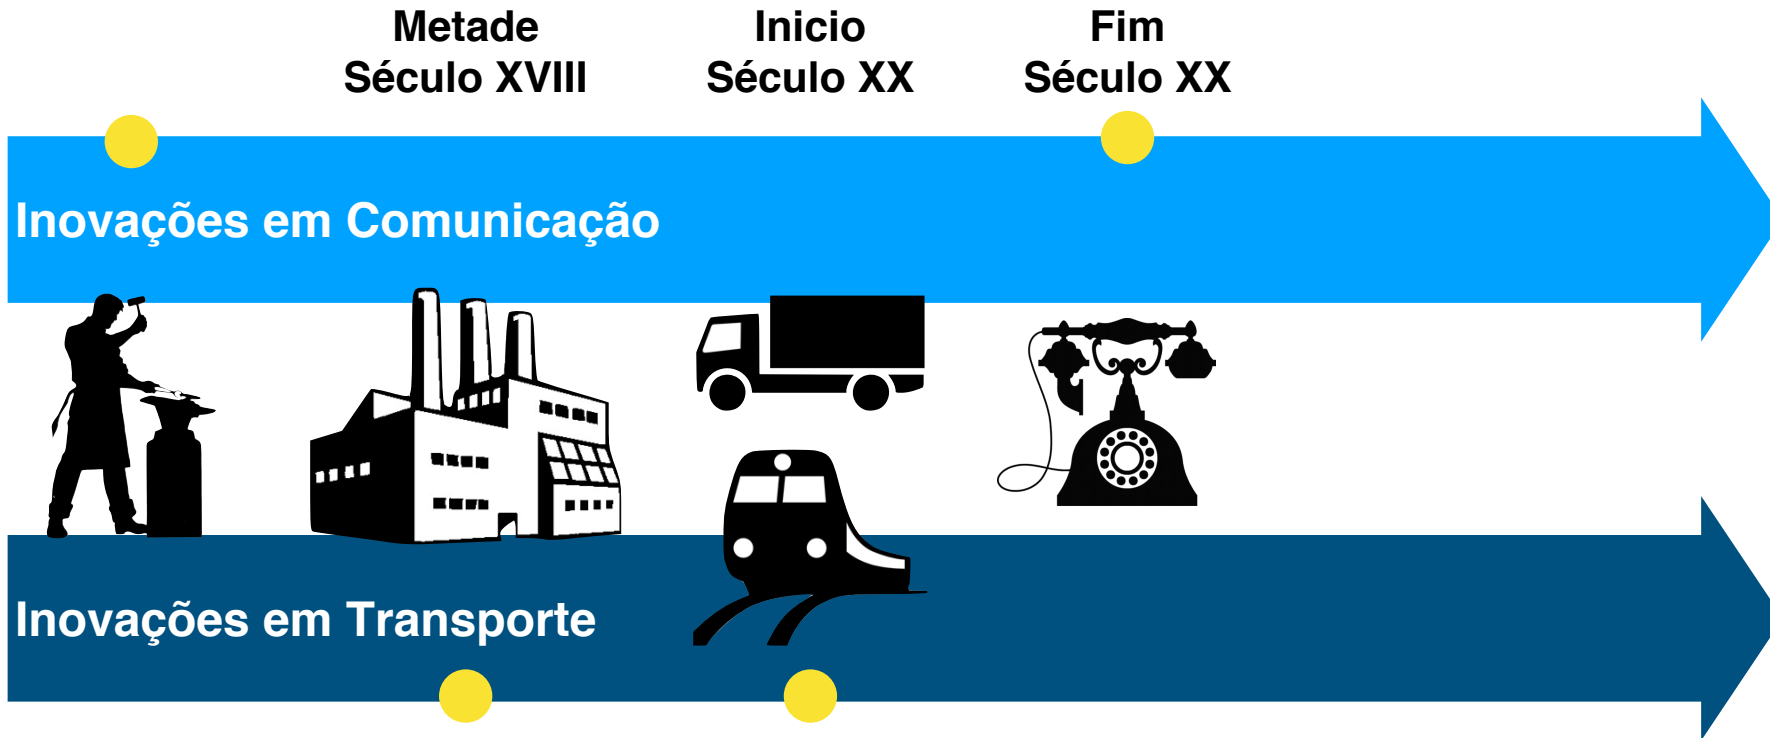 Metade
Século XVIII
Inicio
Século XX
Fim
Século XX
Inovações em Comunicação
Inovações em Transporte